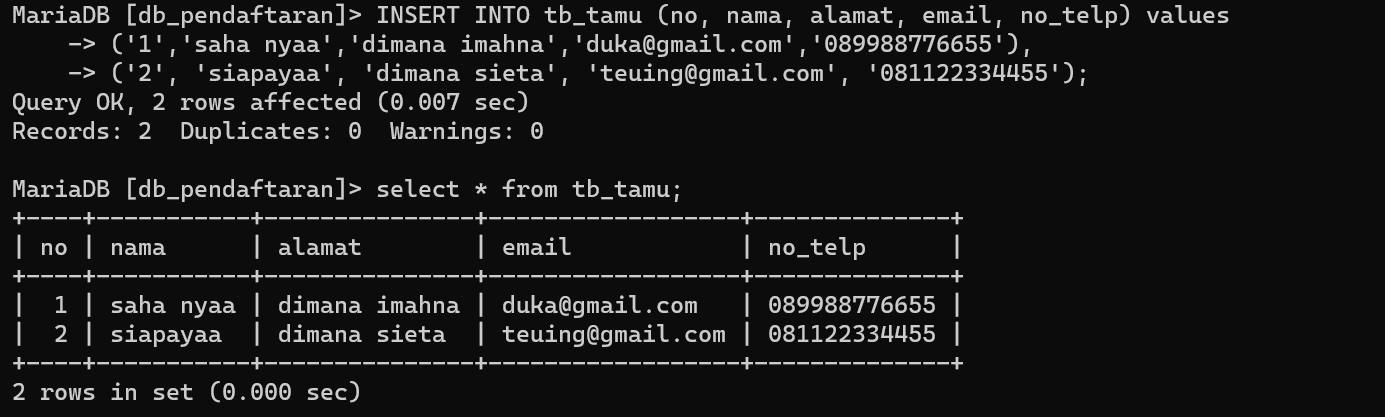 MariaDB [db_pendaftaran]> INSERT INTO tb_tamu (no, nama, alamat, email, no_telp) values
    -> ('1','saha nyaa','dimana imahna','duka@gmail.com','089988776655'),
    -> ('2', 'siapayaa', 'dimana sieta', 'teuing@gmail.com', '081122334455');
Query OK, 2 rows affected (0.007 sec)
Records: 2  Duplicates: 0  Warnings: 0

MariaDB [db_pendaftaran]> select * from tb_tamu;
+----+-----------+---------------+------------------+--------------+
| no | nama      | alamat        | email            | no_telp      |
+----+-----------+---------------+------------------+--------------+
|  1 | saha nyaa | dimana imahna | duka@gmail.com   | 089988776655 |
|  2 | siapayaa  | dimana sieta  | teuing@gmail.com | 081122334455 |
+----+-----------+---------------+------------------+--------------+
2 rows in set (0.000 sec)